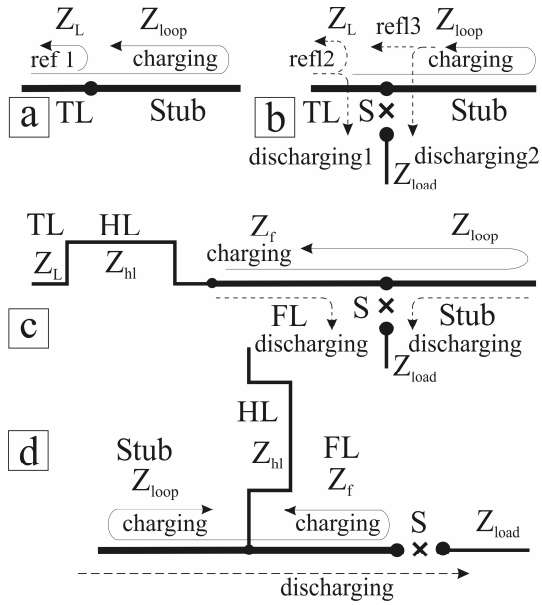 Z_L Z_loop
ref 1 charging
a TL Stub
Z_L refl3 Z_loop
refl2 charging
b TL S Stub
discharging1 discharging2
Z_load
TL HL Z_f Z_loop
Z_L Z_hl charging
c FL S Stub
discharging discharging
Z_load
HL
d Stub Z_hl FL
Z_loop Z_f
charging charging S Z_load
discharging